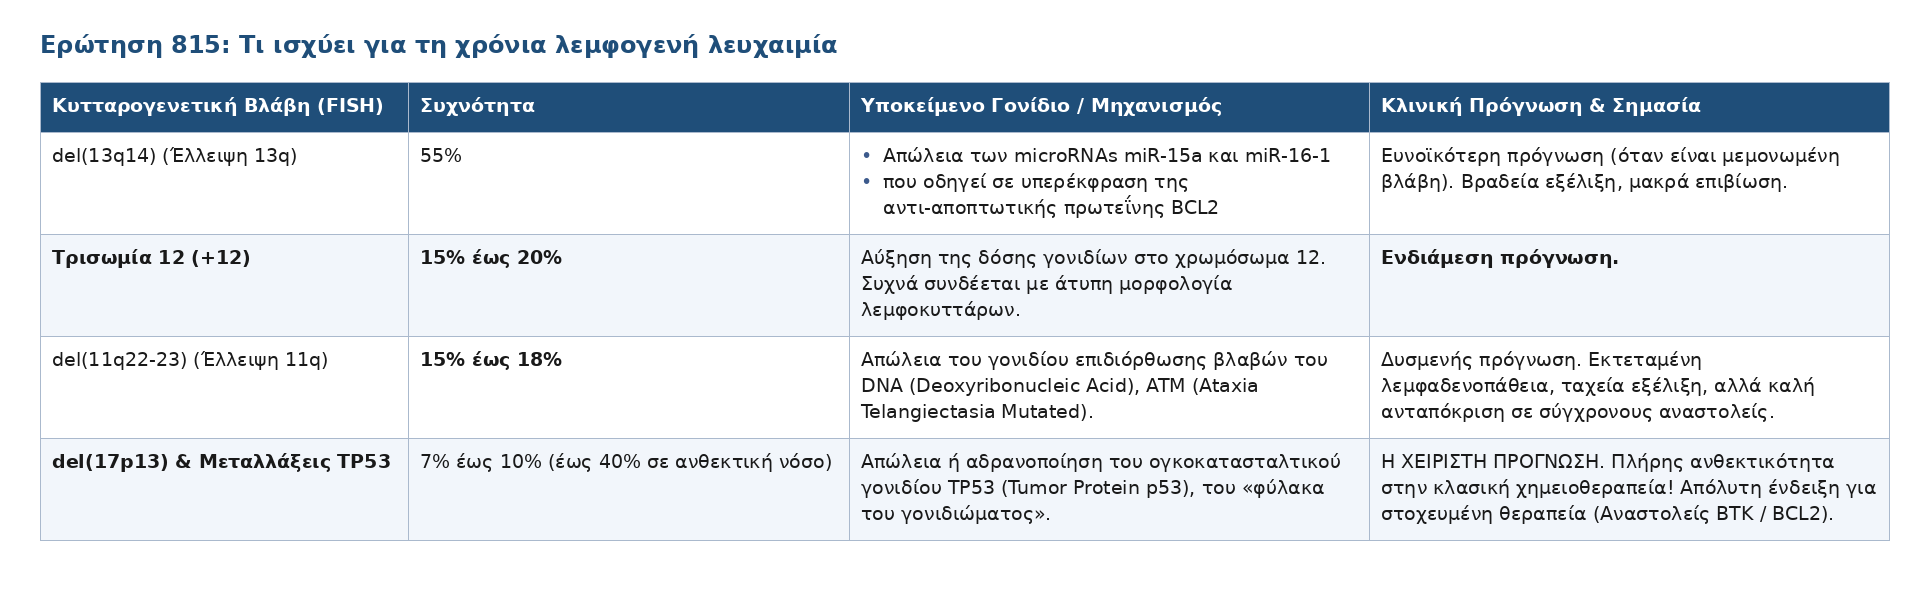 Ερώτηση 815: Τι ισχύει για τη χρόνια λεμφογενή λευχαιμία
Κυτταρογενετική Βλάβη (FISH)
Συχνότητα
Υποκείμενο Γονίδιο / Μηχανισμός
Κλινική Πρόγνωση & Σημασία
del(13q14) (Έλλειψη 13q)
55%
• Απώλεια των microRNAs miR-15a και miR-16-1
• που οδηγεί σε υπερέκφραση της
αντι-αποπτωτικής πρωτεΐνης BCL2
Ευνοϊκότερη πρόγνωση (όταν είναι μεμονωμένη
βλάβη). Βραδεία εξέλιξη, μακρά επιβίωση.
Τρισωμία 12 (+12)
15% έως 20%
Αύξηση της δόσης γονιδίων στο χρωμόσωμα 12.
Συχνά συνδέεται με άτυπη μορφολογία
λεμφοκυττάρων.
Ενδιάμεση πρόγνωση.
del(11q22-23) (Έλλειψη 11q)
15% έως 18%
Απώλεια του γονιδίου επιδιόρθωσης βλαβών του
DNA (Deoxyribonucleic Acid), ATM (Ataxia
Telangiectasia Mutated).
Δυσμενής πρόγνωση. Εκτεταμένη
λεμφαδενοπάθεια, ταχεία εξέλιξη, αλλά καλή
ανταπόκριση σε σύγχρονους αναστολείς.
del(17p13) & Μεταλλάξεις TP53
7% έως 10% (έως 40% σε ανθεκτική νόσο)
Απώλεια ή αδρανοποίηση του ογκοκατασταλτικού
γονιδίου TP53 (Tumor Protein p53), του «φύλακα
του γονιδιώματος».
Η ΧΕΙΡΙΣΤΗ ΠΡΟΓΝΩΣΗ. Πλήρης ανθεκτικότητα
στην κλασική χημειοθεραπεία! Απόλυτη ένδειξη για
στοχευμένη θεραπεία (Αναστολείς BTK / BCL2).